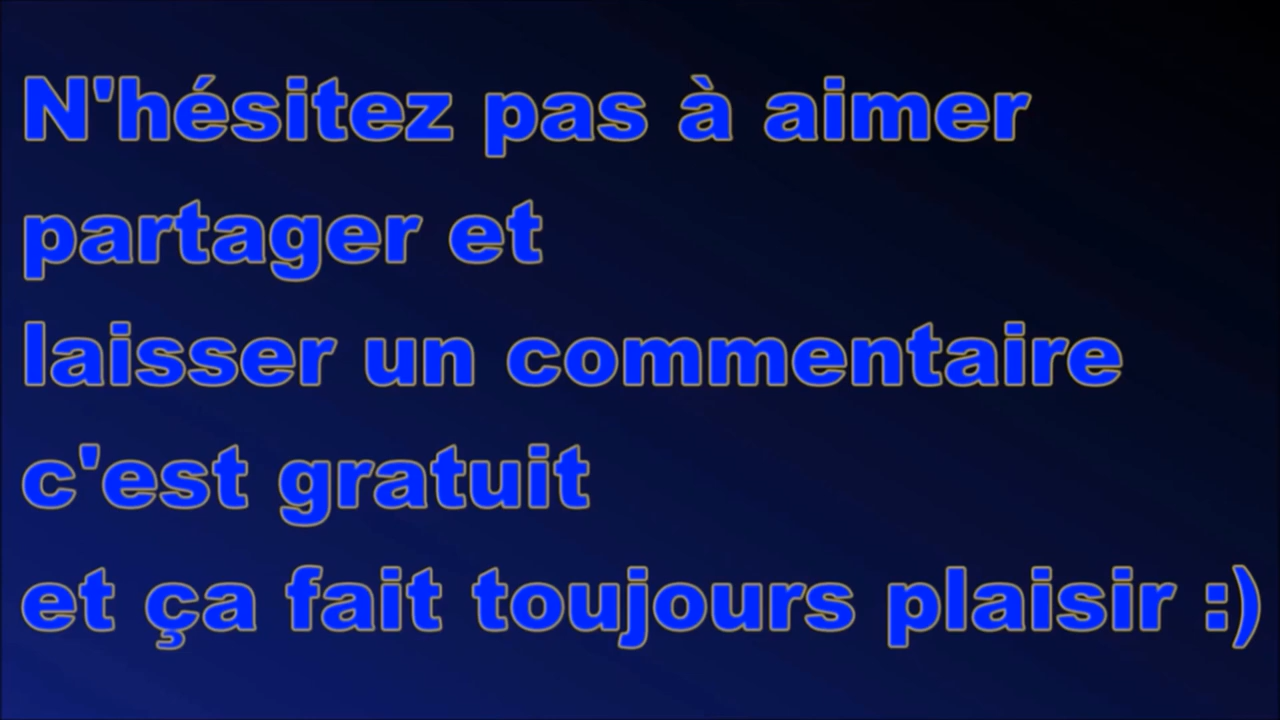 N'hésitez pas à aimer
partager et
laisser un commentaire
c'est gratuit
et ça fait toujours plaisir :)